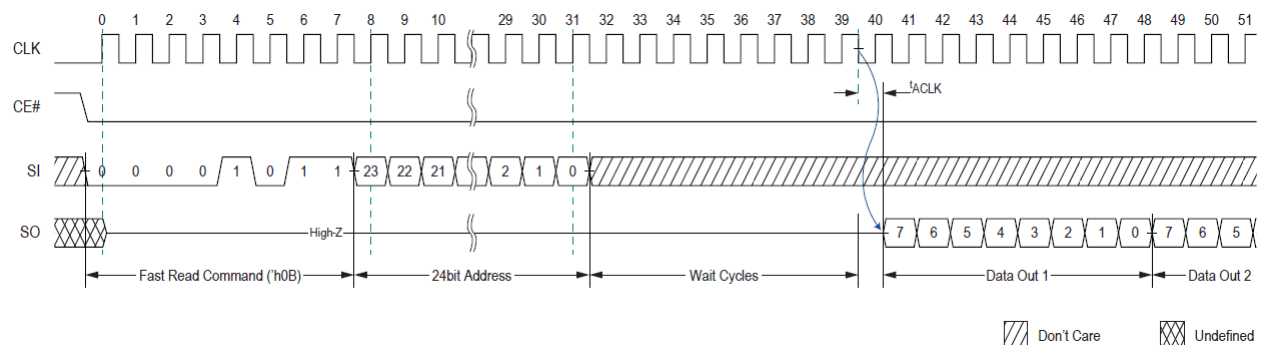 0 1 2 3 4 5 6 7 23 9 10 29 30 31 32 33 34 35 36 37 38 39 40 41 42 43 44 45 46 47 48 49 50 51
CLK
CE#
tACLK
SI 0 0 0 0 1 0 1 1 23 22 21 2 1 0
SO High-Z 7 6 5 4 3 2 1 0 7 6 5
Fast Read Command ('h0B) 24bit Address Wait Cycles Data Out 1 Data Out 2
Don't Care Undefined